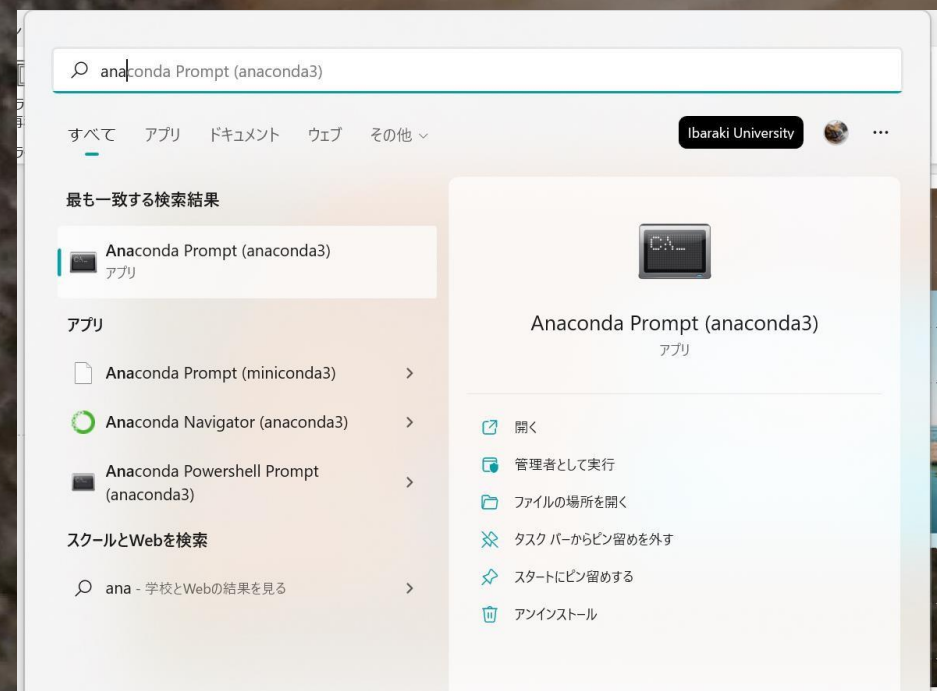 anaconda Prompt (anaconda3)
すべて アプリ ドキュメント ウェブ その他
Ibaraki University
最も一致する検索結果
Anaconda Prompt (anaconda3)
アプリ
アプリ
Anaconda Prompt (miniconda3)
Anaconda Navigator (anaconda3)
Anaconda Powershell Prompt
(anaconda3)
スクールとWebを検索
ana - 学校とWebの結果を見る
Anaconda Prompt (anaconda3)
アプリ
開く
管理者として実行
ファイルの場所を開く
タスク バーからピン留めを外す
スタートにピン留めする
アンインストール